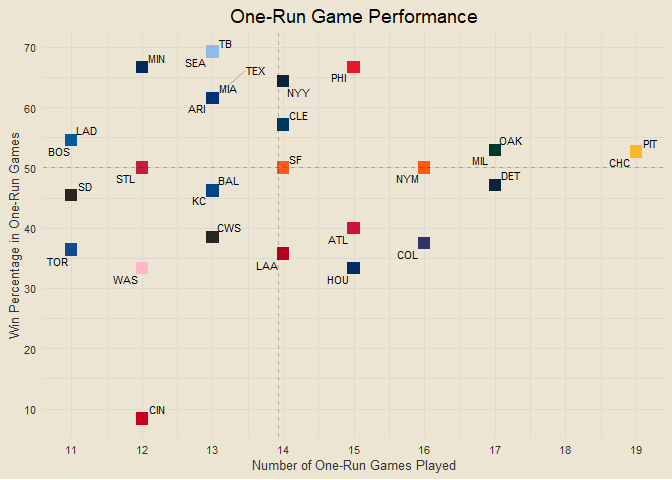 One-Run Game Performance
Win Percentage in One-Run Games
70
60
50
40
30
20
10
TB
MIN
SEA
TEX
PHI
MIA
NYY
ARI
CLE
LAD
BOS
OAK
PIT
SF
MIL
CHC
STL
NYM
DET
SD
BAL
KC
CWS
ATL
COL
TOR
LAA
WAS
HOU
CIN
11 12 13 14 15 16 17 18 19
Number of One-Run Games Played